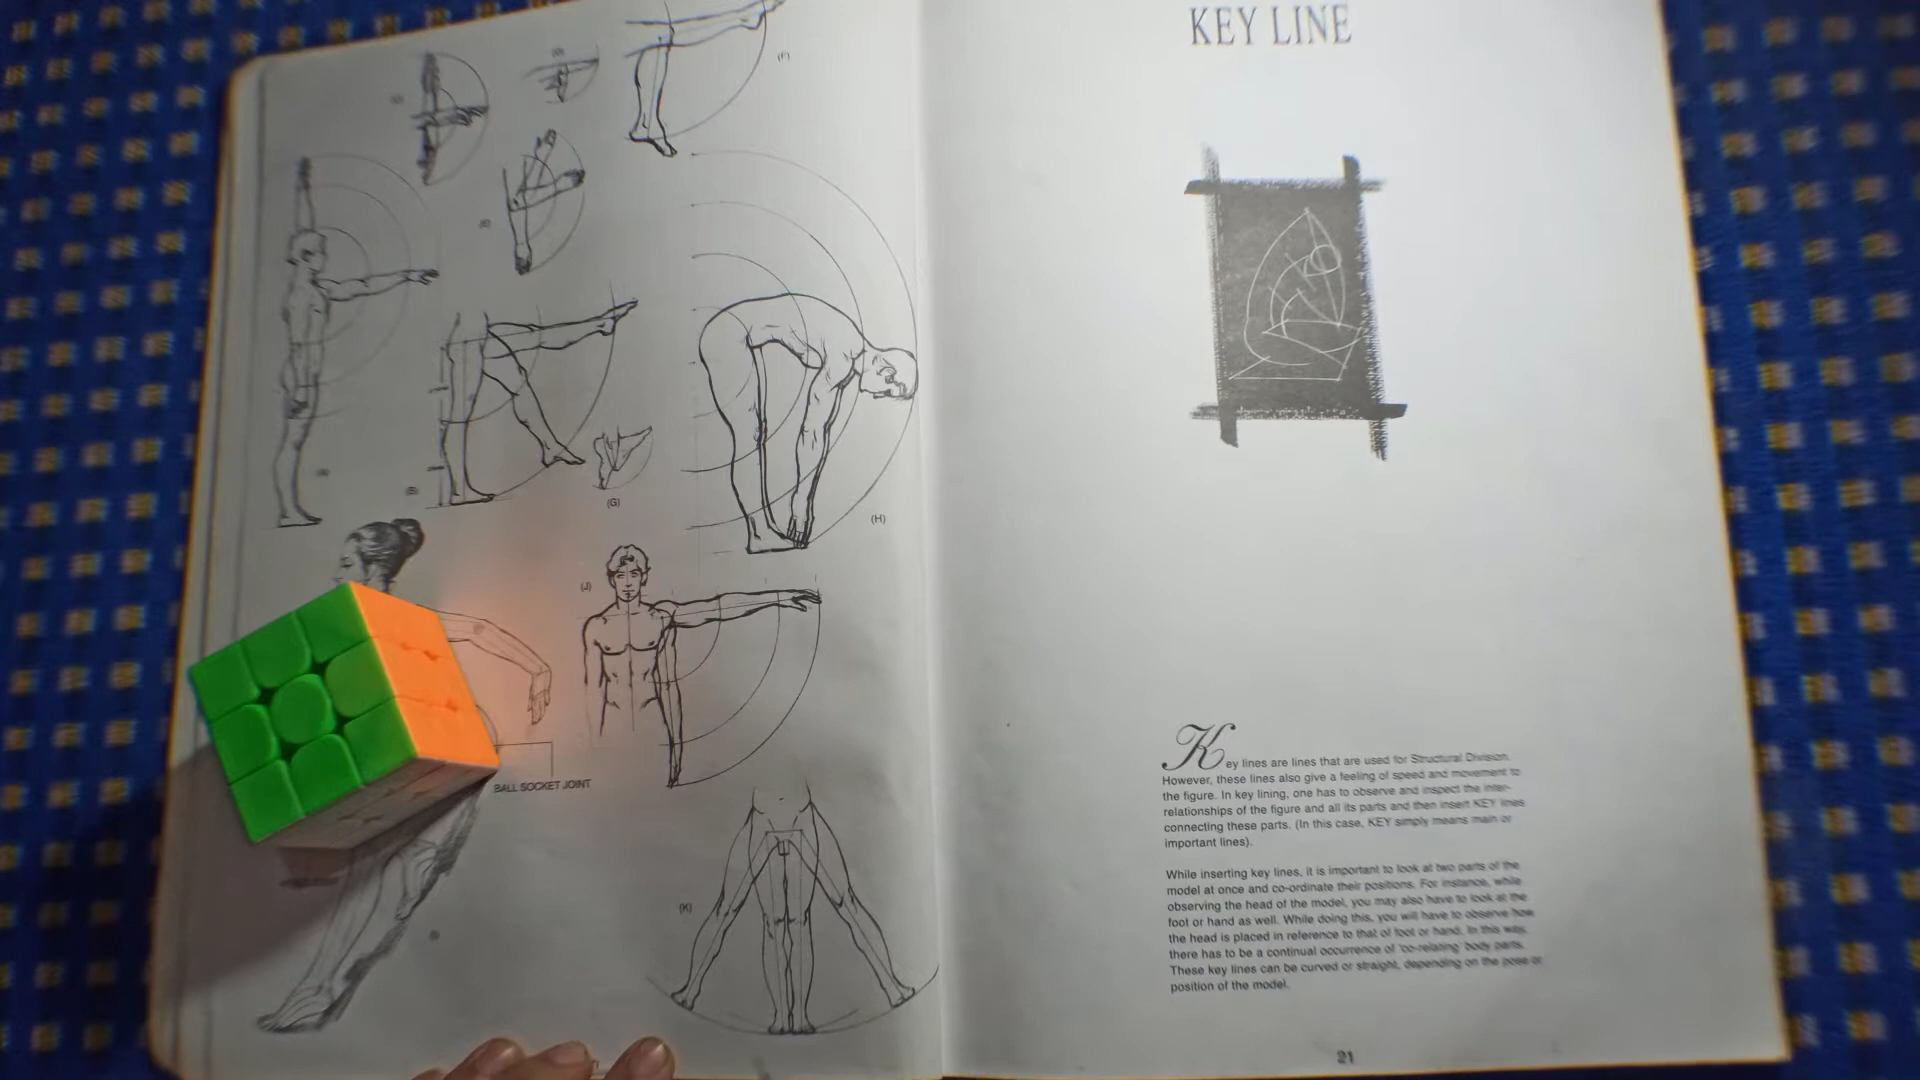 (F)
(G)
(H)
(J)
BALL SOCKET JOINT
(K)
KEY LINE
Key lines are lines that are used for Structural Division.
However, these lines also give a feeling of speed and movement to
the figure. In key lining, one has to observe and inspect the inter-
relationships of the figure and all its parts and then insert KEY lines
connecting these parts. (In this case, KEY simply means main or
important lines).
While inserting key lines, it is important to look at two parts of the
model at once and co-ordinate their positions. For instance, while
observing the head of the model, you may also have to look at the
foot or hand as well. While doing this, you will have to observe how
the head is placed in reference to that of foot or hand. In this way,
there has to be a continual occurrence of 'co-relating' body parts.
These key lines can be curved or straight, depending on the pose or
position of the model.
21